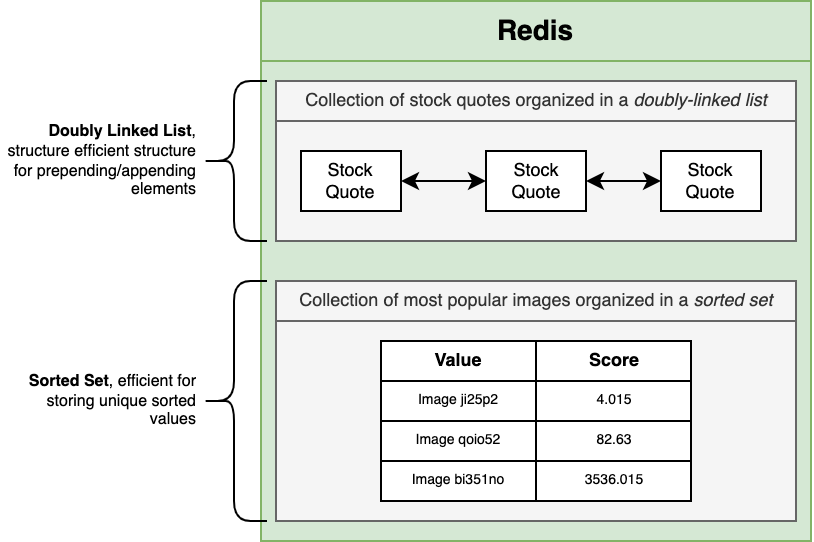 Redis
Collection of stock quotes organized in a doubly-linked list
Doubly Linked List,
structure efficient structure
for prepending/appending
elements
Stock
Quote
Stock
Quote
Stock
Quote
Collection of most popular images organized in a sorted set
Sorted Set, efficient for
storing unique sorted
values
Value Score
Image ji25p2 4.015
Image qoio52 82.63
Image bi351no 3536.015